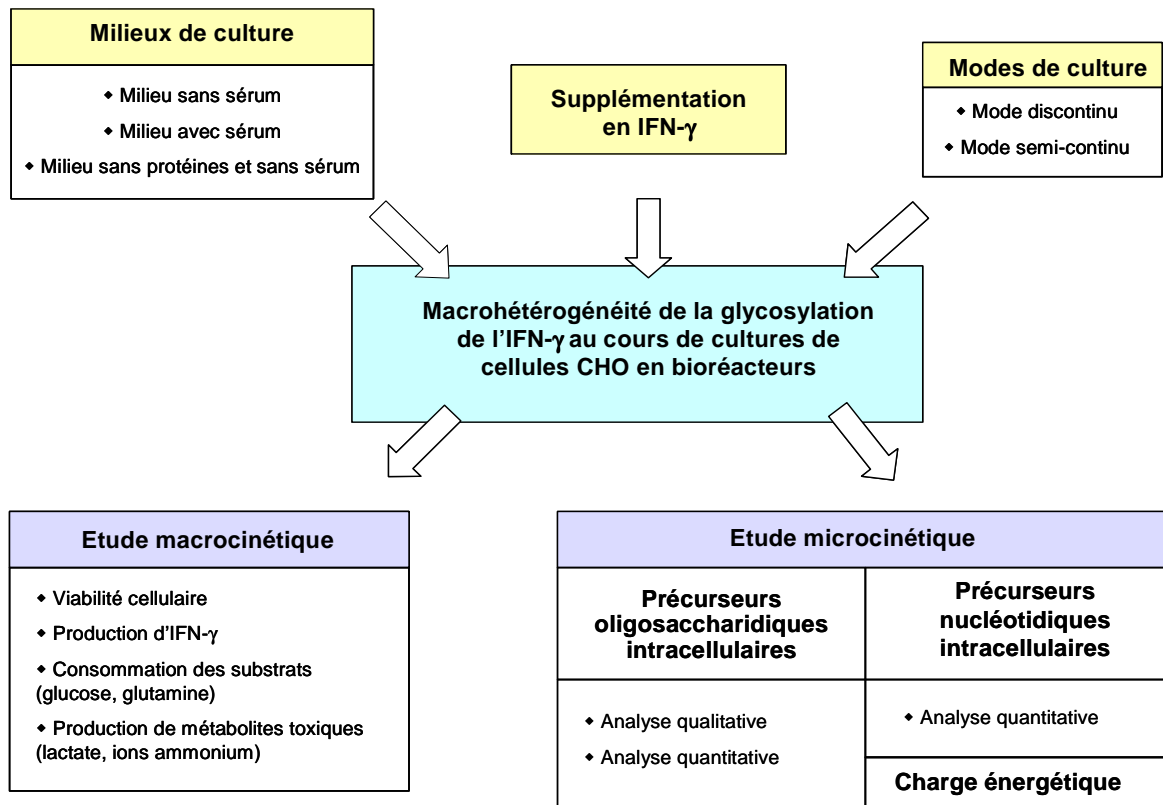 Milieux de culture
◆ Milieu sans sérum
◆ Milieu avec sérum
◆ Milieu sans protéines et sans sérum
Supplémentation
en IFN-γ
Modes de culture
◆ Mode discontinu
◆ Mode semi-continu
Macrohétérogénéité de la glycosylation
de l'IFN-γ au cours de cultures de
cellules CHO en bioréacteurs
Etude macrocinétique
◆ Viabilité cellulaire
◆ Production d'IFN-γ
◆ Consommation des substrats
(glucose, glutamine)
◆ Production de métabolites toxiques
(lactate, ions ammonium)
Etude microcinétique
Précurseurs
oligosaccharidiques
intracellulaires
◆ Analyse qualitative
◆ Analyse quantitative
Précurseurs
nucléotidiques
intracellulaires
◆ Analyse quantitative
Charge énergétique